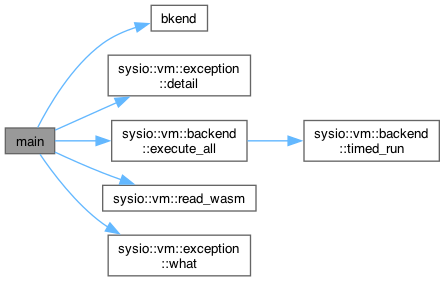 bkend
sysio::vm::exception
::detail
main
sysio::vm::backend
::execute_all
sysio::vm::backend
::timed_run
sysio::vm::read_wasm
sysio::vm::exception
::what